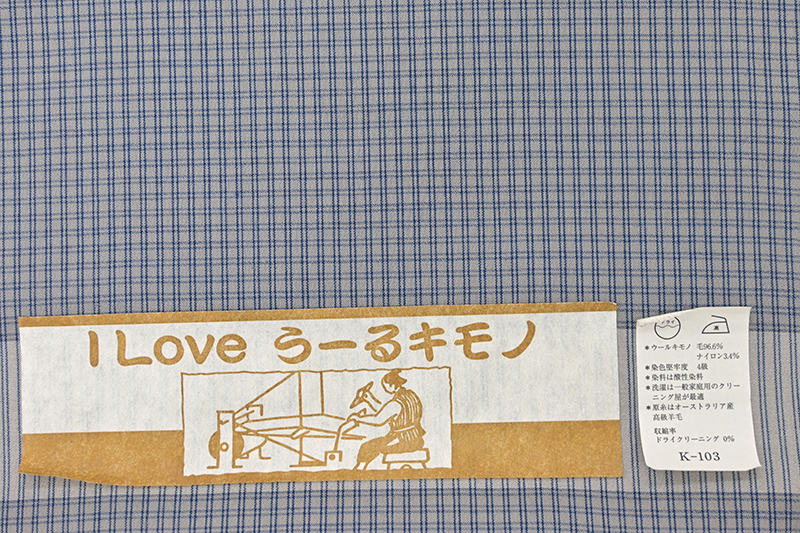 I Love うーるキモノ
ドライ
高
＊ウールキモノ 毛96.6%
ナイロン3.4%
＊染色堅牢度 4級
＊染料は酸性染料
＊洗濯は一般家庭用のクリー
ニング屋が最適
＊原糸はオーストラリア産
高級羊毛
収縮率
ドライクリーニング 0%
K-103